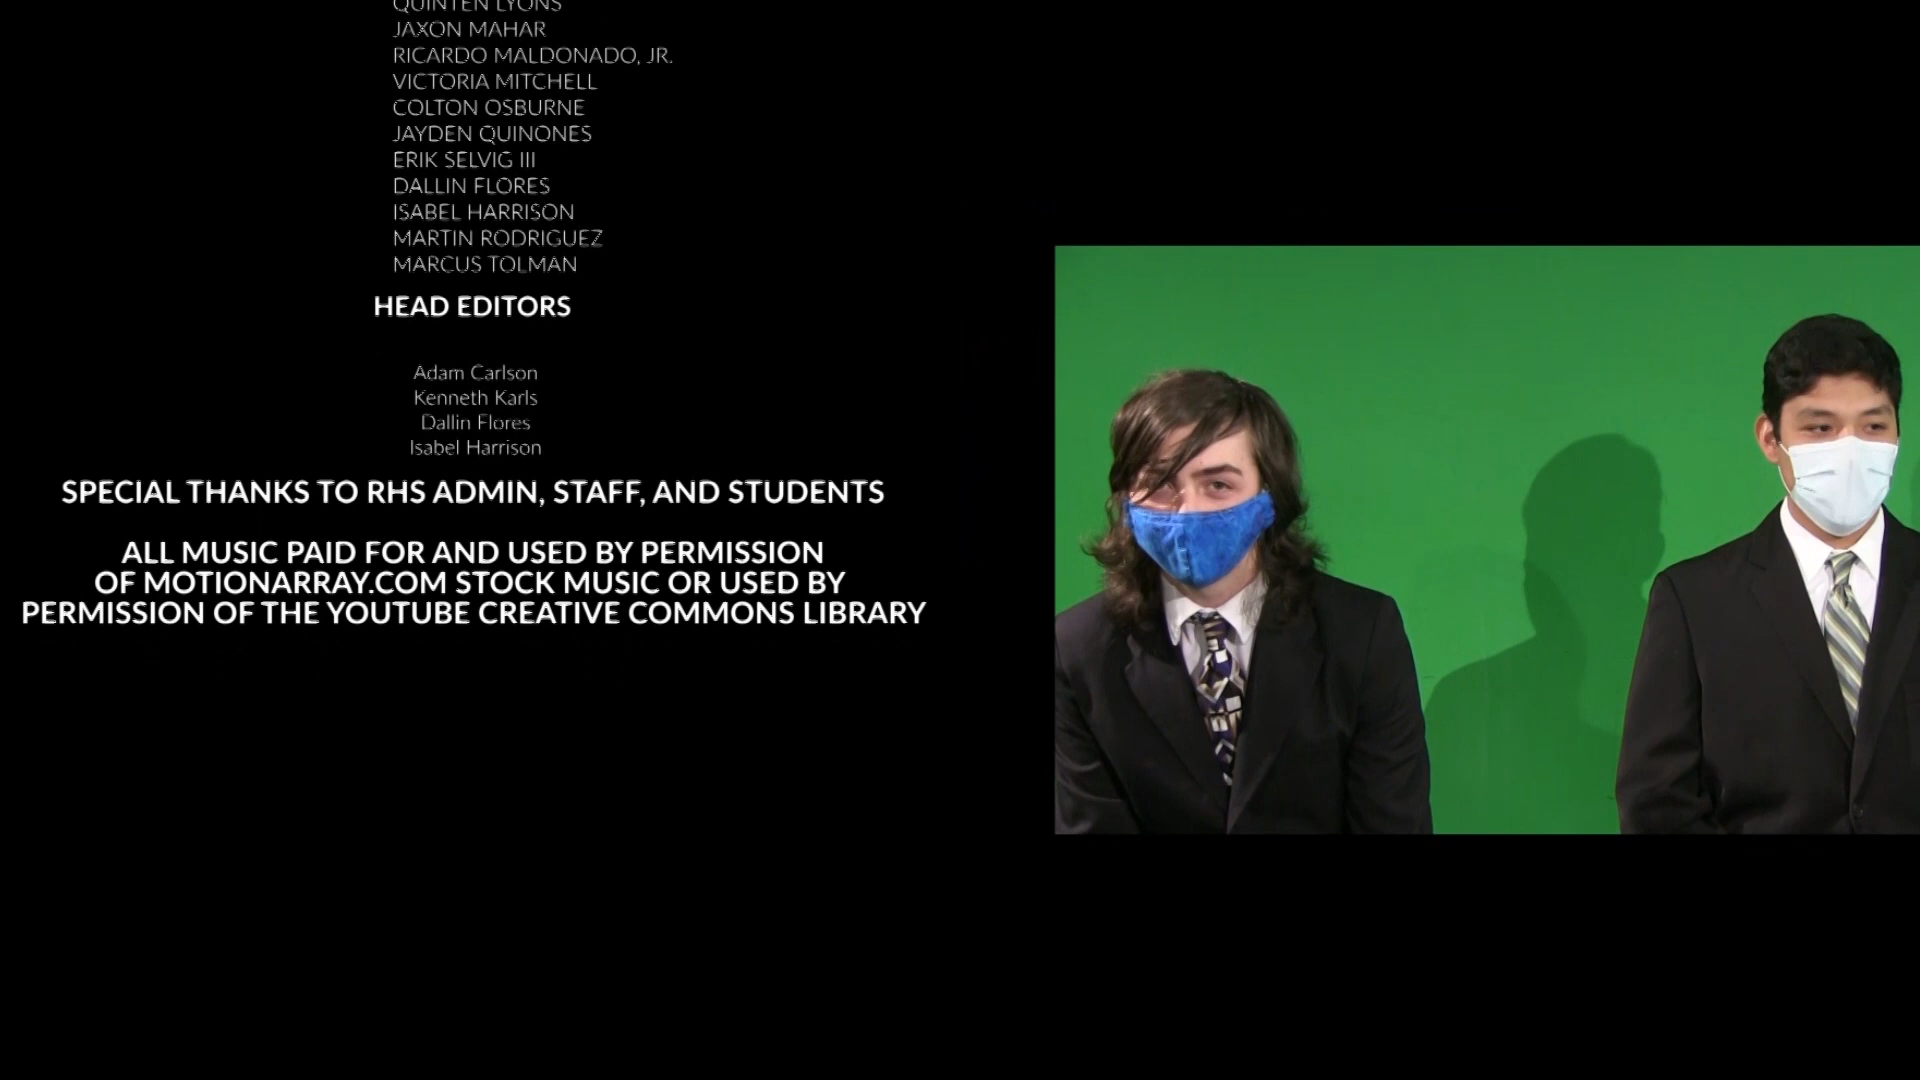 QUINTEN LYONS
JAXON MAHAR
RICARDO MALDONADO, JR.
VICTORIA MITCHELL
COLTON OSBURNE
JAYDEN QUINONES
ERIK SELVIG III
DALLIN FLORES
ISABEL HARRISON
MARTIN RODRIGUEZ
MARCUS TOLMAN
HEAD EDITORS
Adam Carlson
Kenneth Karls
Dallin Flores
Isabel Harrison
SPECIAL THANKS TO RHS ADMIN, STAFF, AND STUDENTS
ALL MUSIC PAID FOR AND USED BY PERMISSION
OF MOTIONARRAY.COM STOCK MUSIC OR USED BY
PERMISSION OF THE YOUTUBE CREATIVE COMMONS LIBRARY